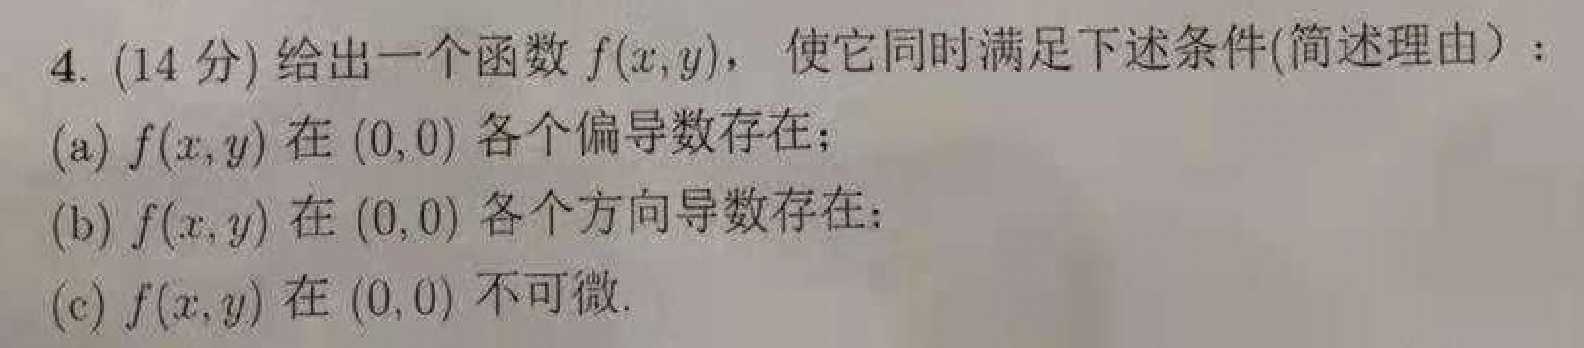 4. (14 分) 给出一个函数 f(x, y), 使它同时满足下述条件(简述理由）:
(a) f(x, y) 在 (0, 0) 各个偏导数存在;
(b) f(x, y) 在 (0, 0) 各个方向导数存在;
(c) f(x, y) 在 (0, 0) 不可微.